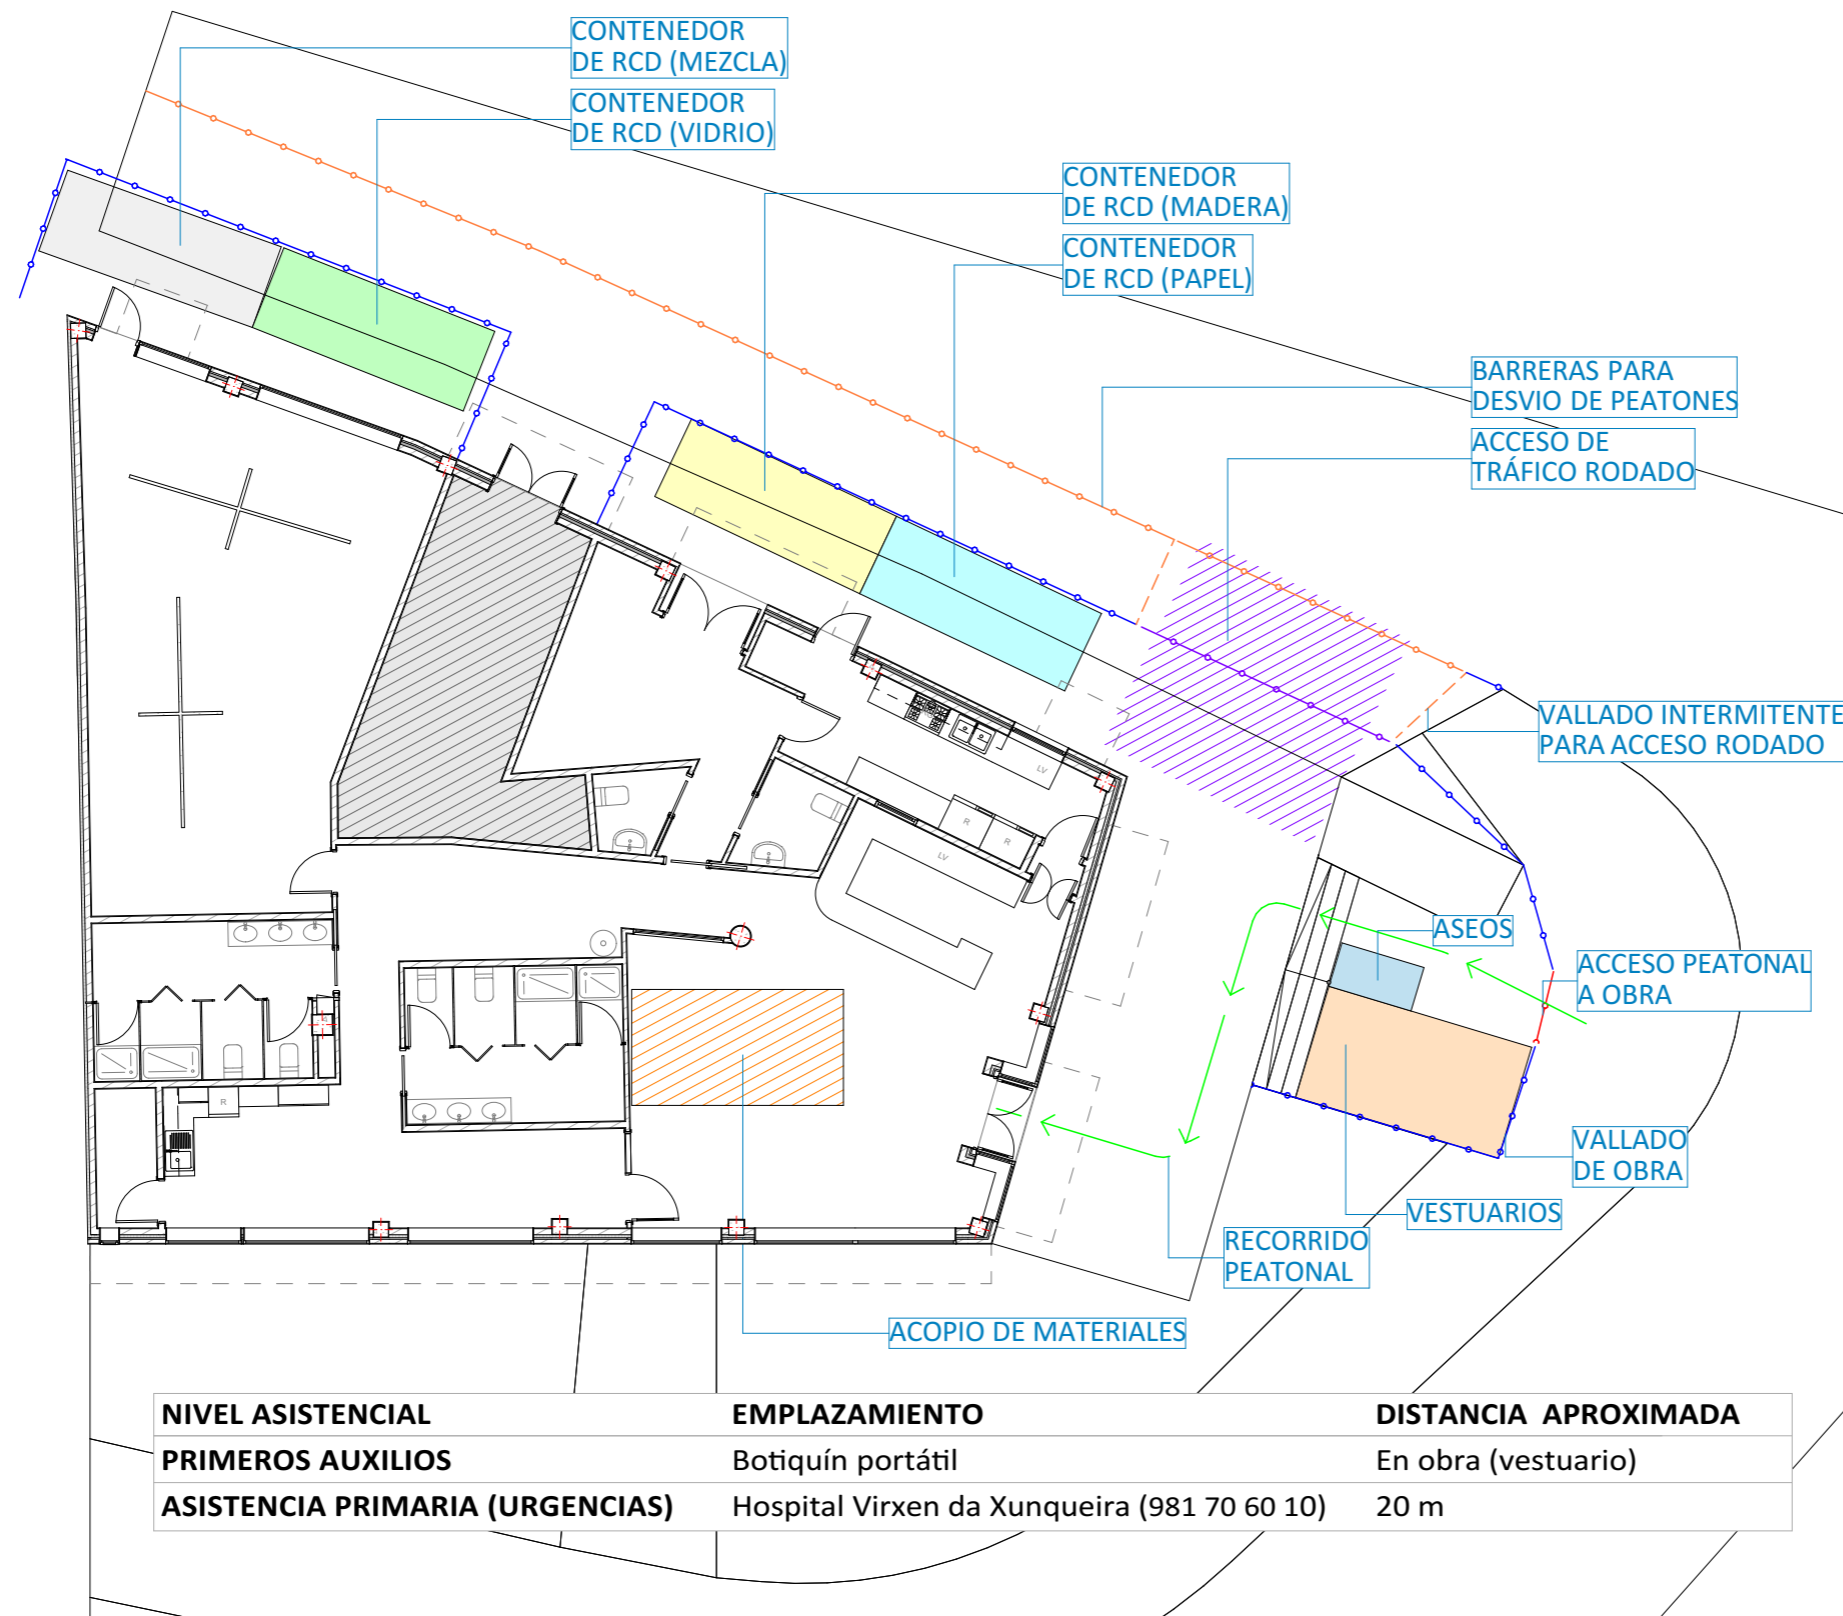 CONTENEDOR
DE RCD (MEZCLA)
CONTENEDOR
DE RCD (VIDRIO)
CONTENEDOR
DE RCD (MADERA)
CONTENEDOR
DE RCD (PAPEL)
BARRERAS PARA
DESVIO DE PEATONES
ACCESO DE
TRÁFICO RODADO
VALLADO INTERMITENTE
PARA ACCESO RODADO
LV
R
R
LV
ASEOS
ACCESO PEATONAL
A OBRA
R
VALLADO
DE OBRA
VESTUARIOS
RECORRIDO
PEATONAL
ACOPIO DE MATERIALES
NIVEL ASISTENCIAL EMPLAZAMIENTO DISTANCIA APROXIMADA
PRIMEROS AUXILIOS Botiquín portátil En obra (vestuario)
ASISTENCIA PRIMARIA (URGENCIAS) Hospital Virxen da Xunqueira (981 70 60 10) 20 m